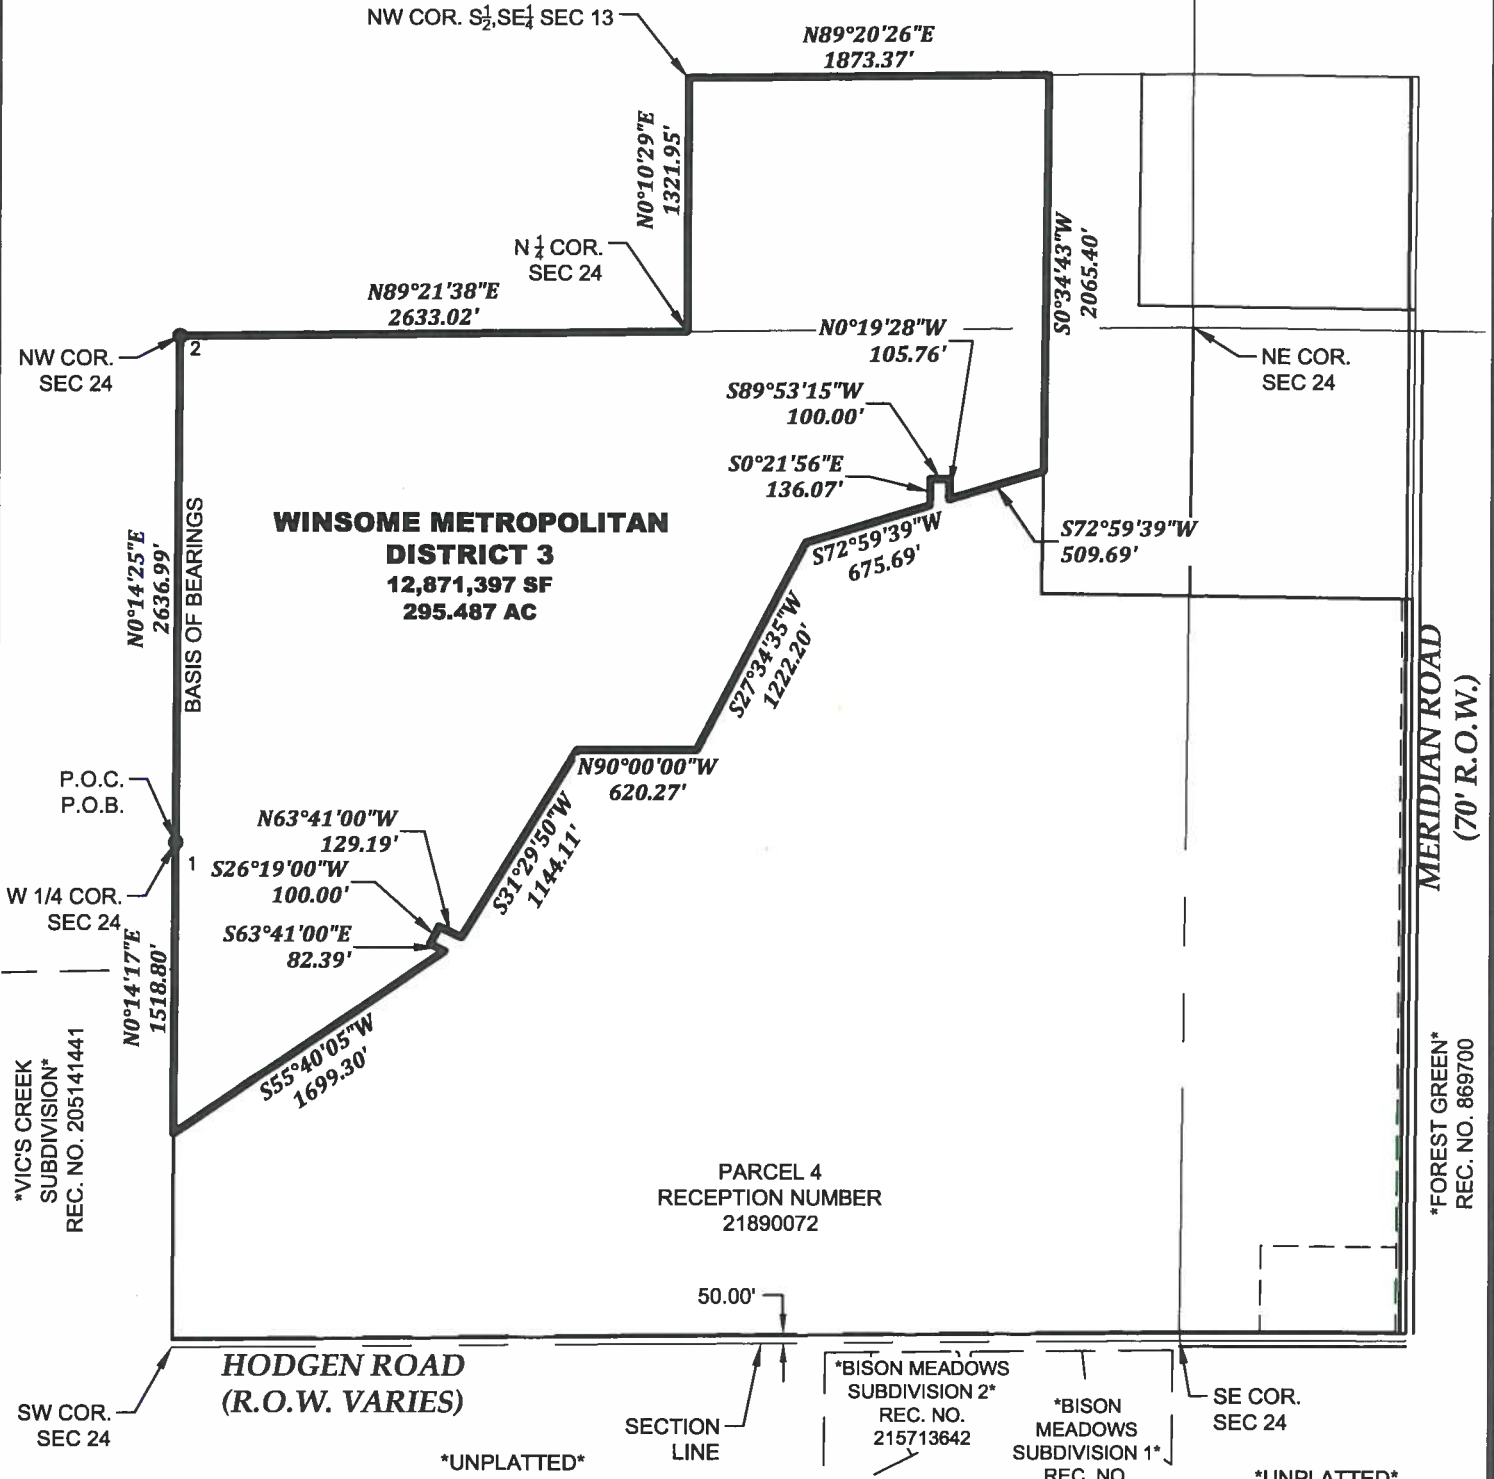 NW COR. S½,SE¼ SEC 13
N89°20'26"E
1873.37'
N0°10'29"E
1321.95'
N ¼ COR.
SEC 24
N89°21'38"E
2633.02'
S0°34'43"W
2065.40'
N0°19'28"W
105.76'
NW COR.
SEC 24
2
NE COR.
SEC 24
S89°53'15"W
100.00'
S0°21'56"E
136.07'
WINSOME METROPOLITAN
DISTRICT 3
12,871,397 SF
295.487 AC
S72°59'39"W
675.69'
S72°59'39"W
509.69'
N0°14'25"E
2636.99'
BASIS OF BEARINGS
S27°34'35"W
1222.20'
MERIDIAN ROAD
(70' R.O.W.)
N90°00'00"W
620.27'
P.O.C.
P.O.B.
1
W 1/4 COR.
SEC 24
N63°41'00"W
129.19'
S26°19'00"W
100.00'
S63°41'00"E
82.39'
S31°29'50"W
1144.11'
N0°14'17"E
1518.80'
S55°40'05"W
1699.30'
*VIC'S CREEK
SUBDIVISION*
REC. NO. 205141441
*FOREST GREEN*
REC. NO. 869700
PARCEL 4
RECEPTION NUMBER
21890072
50.00'
HODGEN ROAD
(R.O.W. VARIES)
SW COR.
SEC 24
SECTION
LINE
*UNPLATTED*
*BISON MEADOWS
SUBDIVISION 2*
REC. NO.
215713642
*BISON
MEADOWS
SUBDIVISION 1*
REC. NO.
SE COR.
SEC 24
*UNPLATTED*